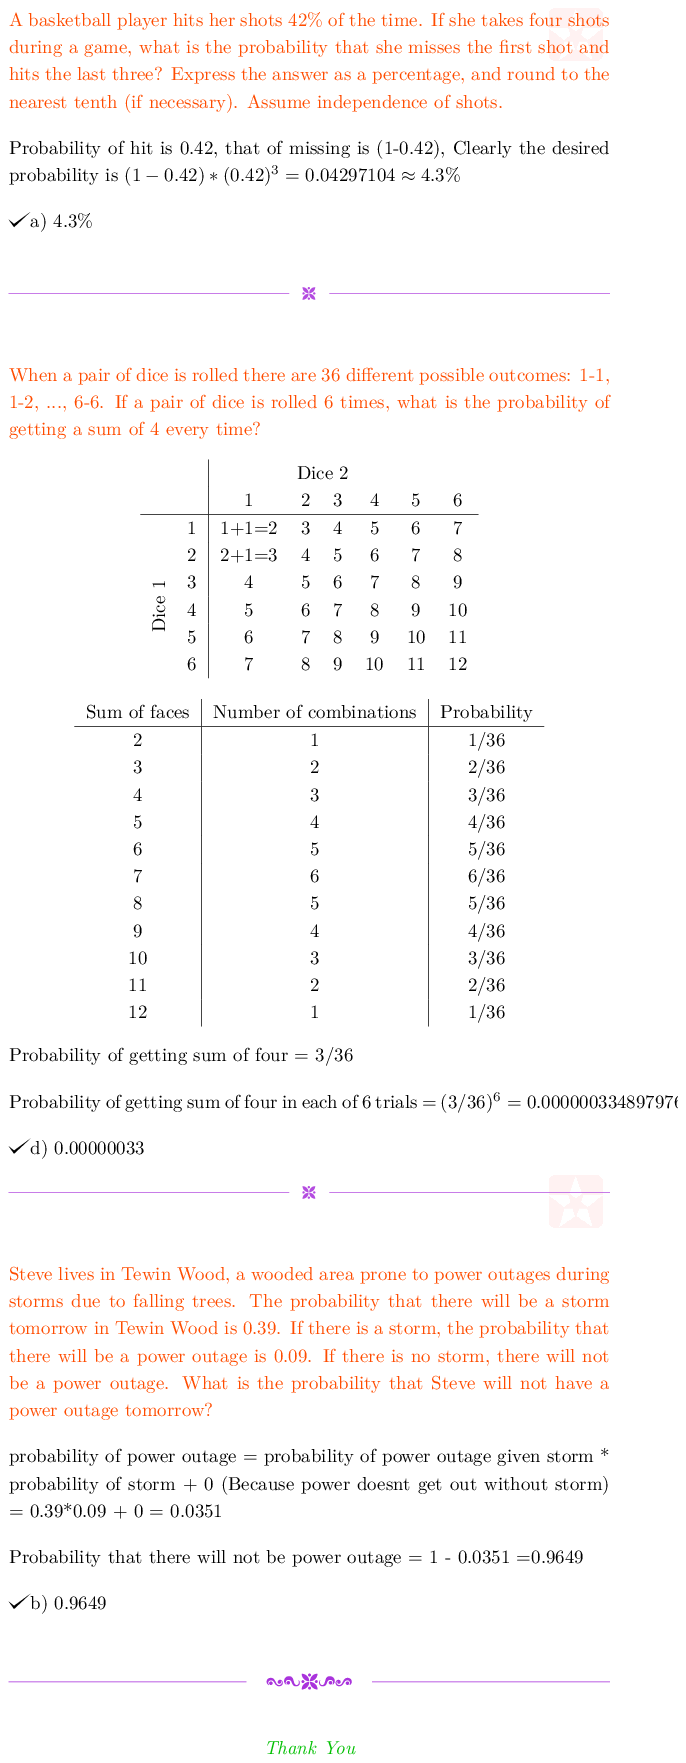 A basketball player hits her shots 42% of the time. If she takes four shots
during a game, what is the probability that she misses the first shot and
hits the last three? Express the answer as a percentage, and round to the
nearest tenth (if necessary). Assume independence of shots.
Probability of hit is 0.42, that of missing is (1-0.42), Clearly the desired
probability is (1 − 0.42) ∗ (0.42)³ = 0.04297104 ≈ 4.3%
✓a) 4.3%
When a pair of dice is rolled there are 36 different possible outcomes: 1-1,
1-2, ..., 6-6. If a pair of dice is rolled 6 times, what is the probability of
getting a sum of 4 every time?
Dice 2
1 2 3 4 5 6
1 1+1=2 3 4 5 6 7
2 2+1=3 4 5 6 7 8
Dice 1
3 4 5 6 7 8 9
4 5 6 7 8 9 10
5 6 7 8 9 10 11
6 7 8 9 10 11 12
Sum of faces Number of combinations Probability
2 1 1/36
3 2 2/36
4 3 3/36
5 4 4/36
6 5 5/36
7 6 6/36
8 5 5/36
9 4 4/36
10 3 3/36
11 2 2/36
12 1 1/36
Probability of getting sum of four = 3/36
Probability of getting sum of four in each of 6 trials = (3/36)⁶ = 0.000000334897976
✓d) 0.00000033
Steve lives in Tewin Wood, a wooded area prone to power outages during
storms due to falling trees. The probability that there will be a storm
tomorrow in Tewin Wood is 0.39. If there is a storm, the probability that
there will be a power outage is 0.09. If there is no storm, there will not
be a power outage. What is the probability that Steve will not have a
power outage tomorrow?
probability of power outage = probability of power outage given storm *
probability of storm + 0 (Because power doesnt get out without storm)
= 0.39*0.09 + 0 = 0.0351
Probability that there will not be power outage = 1 - 0.0351 =0.9649
✓b) 0.9649
Thank You